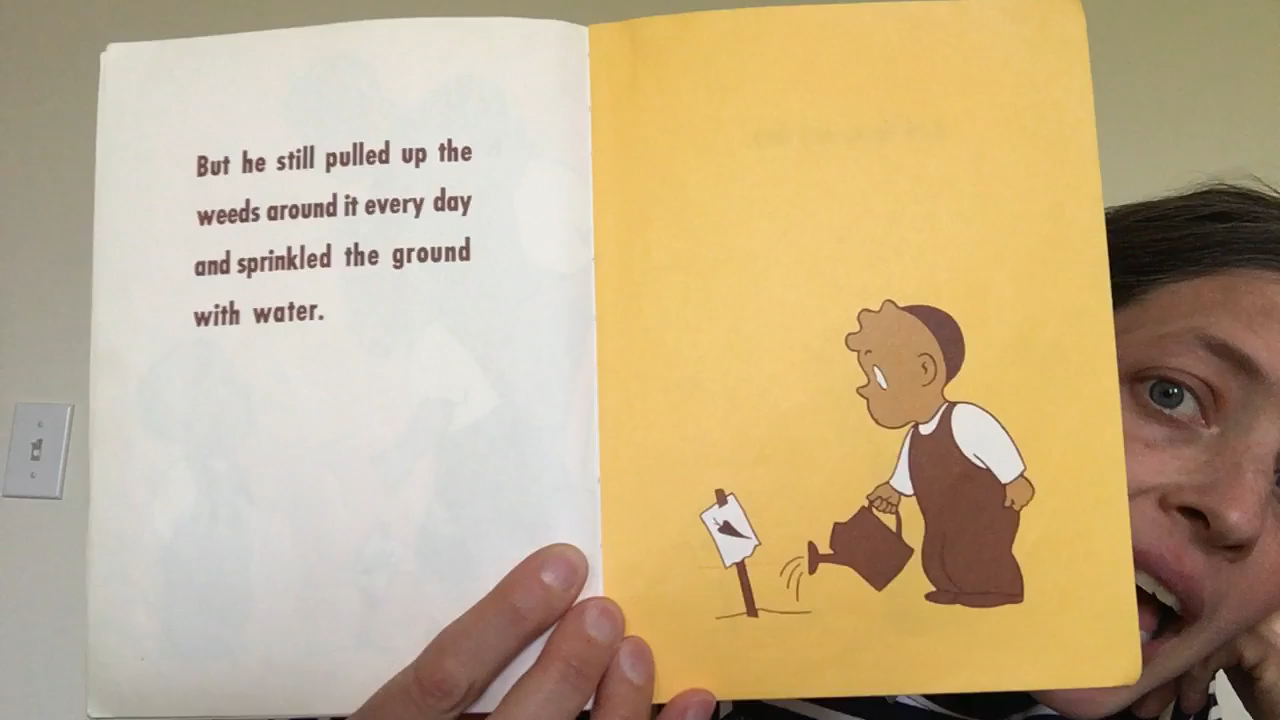 But he still pulled up the
weeds around it every day
and sprinkled the ground
with water.